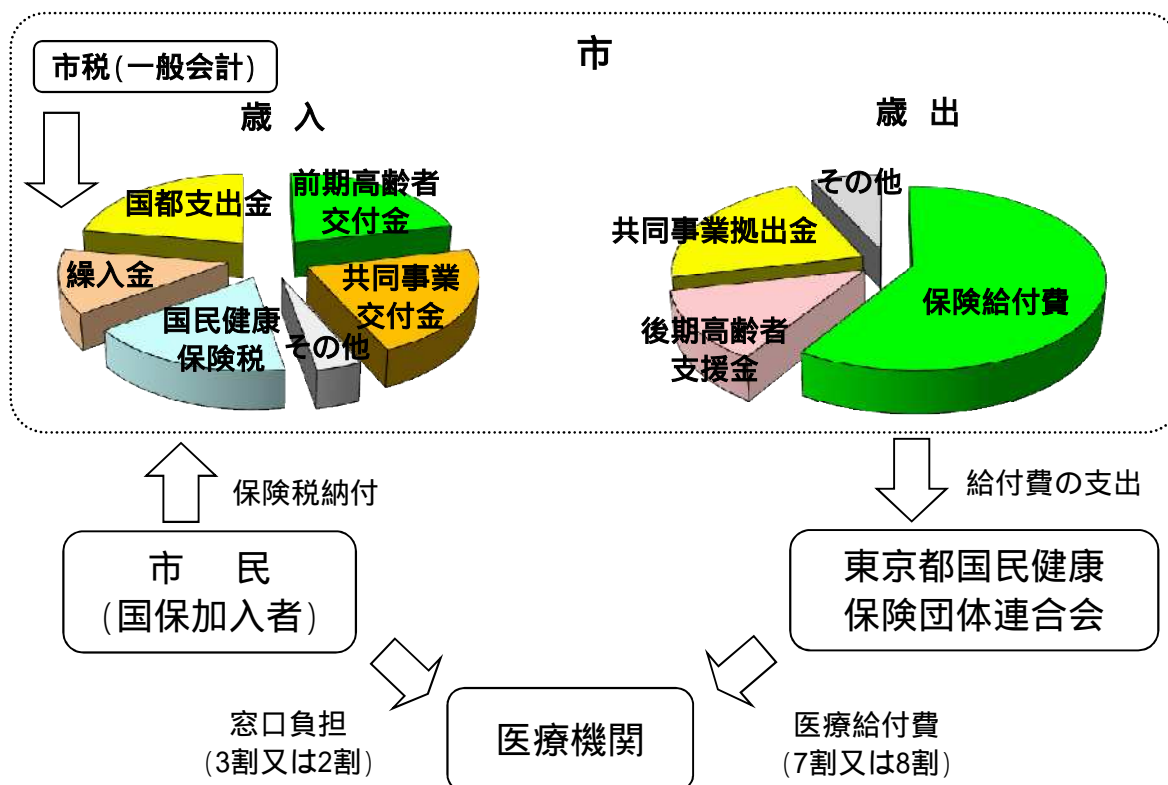 市
市税(一般会計)
歳 入
歳 出
国都支出金
前期高齢者
交付金
繰入金
共同事業
交付金
国民健康
保険税
その他
その他
共同事業拠出金
保険給付費
後期高齢者
支援金
保険税納付
給付費の支出
市 民
(国保加入者)
東京都国民健康
保険団体連合会
窓口負担
(3割又は2割)
医療機関
医療給付費
(7割又は8割)